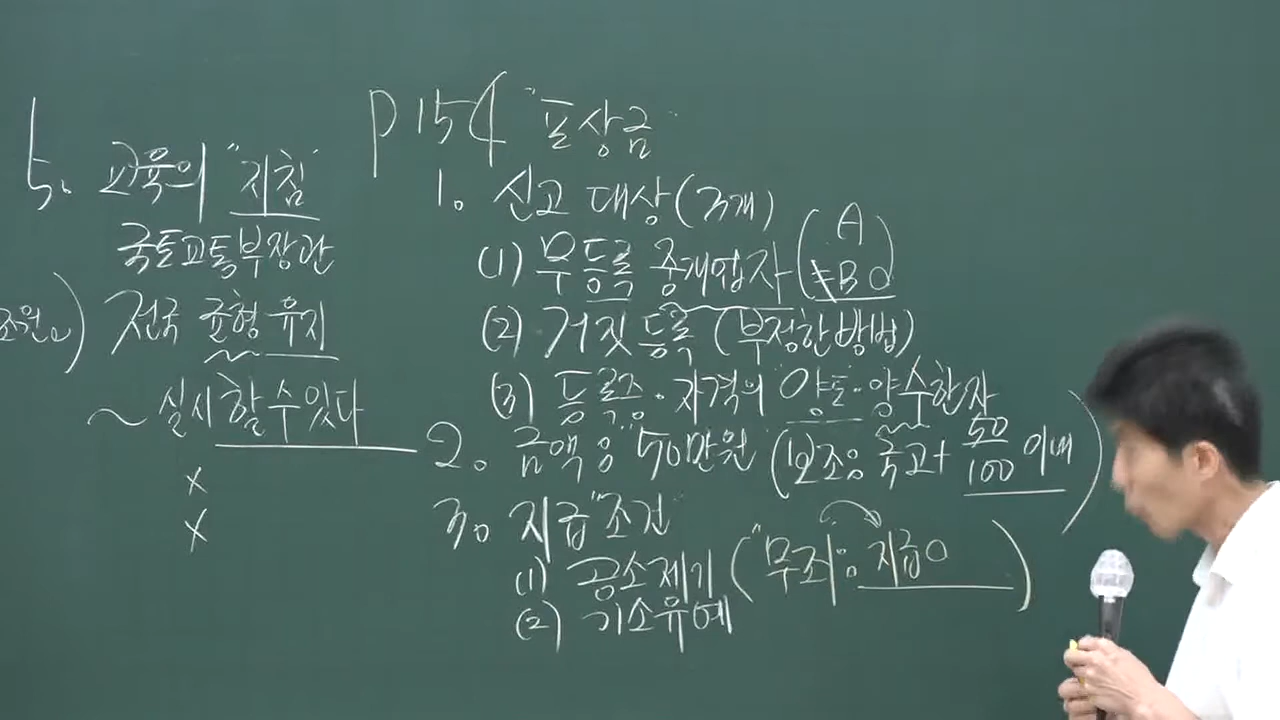 5. 교육의 "지침"
국토교통부장관
전국 균형 유지
~ 실시할 수 있다
x
x
P154 "포상금"
1. 신고 대상 (3개)
(1) 무등록 중개업자 (A
B O)
(2) 거짓 등록 (부정한 방법)
(3) 등록증·자격의 양도·양수한 자
2. 금액: 50만원 (보조: 국고 50/100 이내)
3. 지급 "조건"
(1) 공소제기 ("무죄: 지급O)
(2) 기소유예